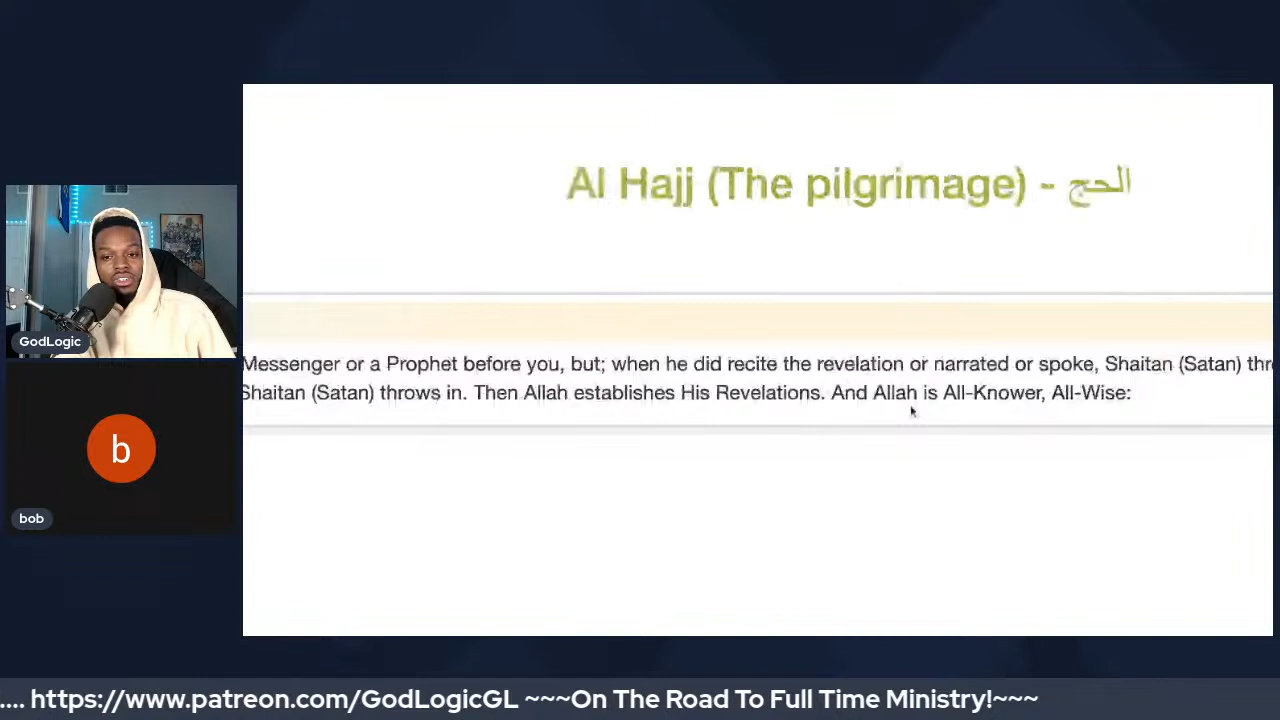 Al Hajj (The pilgrimage) - الحج
Messenger or a Prophet before you, but; when he did recite the revelation or narrated or spoke, Shaitan (Satan) thr
Shaitan (Satan) throws in. Then Allah establishes His Revelations. And Allah is All-Knower, All-Wise:
GodLogic
b
bob
.... https://www.patreon.com/GodLogicGL ~~~On The Road To Full Time Ministry!~~~